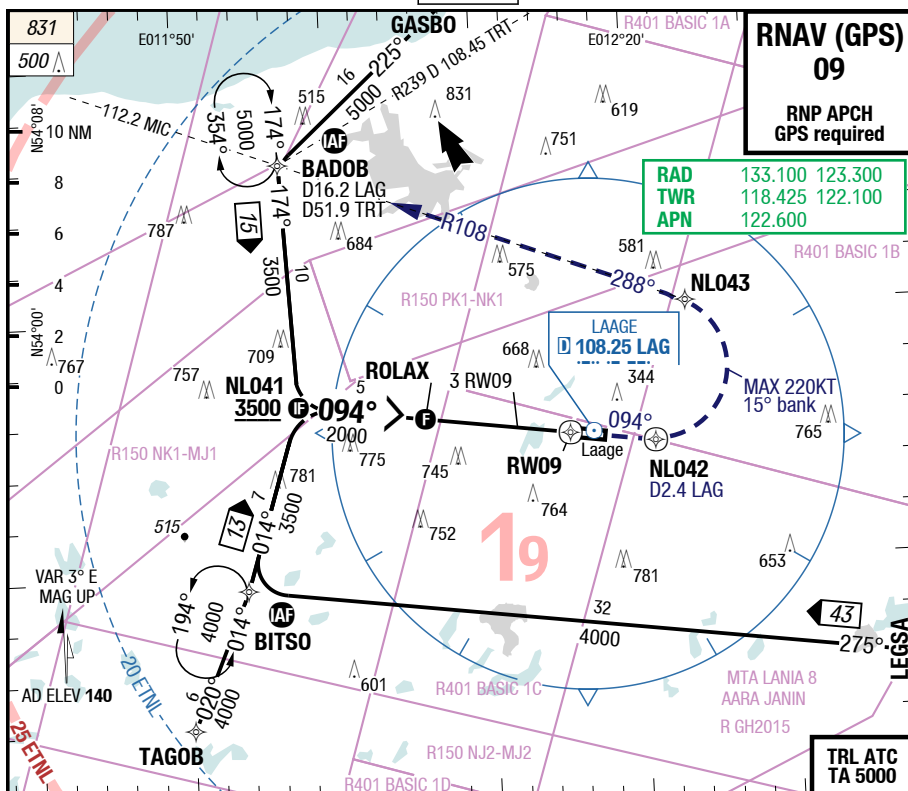 831
500
E011°50'
GASBO
R401 BASIC 1A
E012°20'
RNAV (GPS)
09
RNP APCH
GPS required
225°
16
5000
R239 D 108.45 TRT
N54°08'
10 NM
112.2 MIC
354°
5000
174°
515
IAF
831
619
751
BADOB
D16.2 LAG
D51.9 TRT
RAD 133.100 123.300
TWR 118.425 122.100
APN 122.600
8
174°
787
15
684
R108
6
10
3500
575
581
R401 BASIC 1B
288°
NL043
4
R150 PK1-NK1
N54°00'
2
LAAGE
D 108.25 LAG
709
767
757
668
344
0
NL041
3500
IF
5
ROLAX
094°
2000
F
3 RW09
MAX 220KT
15° bank
765
094°
R150 NK1-MJ1
775
745
RW09
Laage
NL042
D2.4 LAG
781
7
3500
13
014°
764
752
19
515
653
781
VAR 3° E
MAG UP
194°
4000
014°
IAF
BITSO
32
4000
43
275°
LEGSA
20 ETNL
AD ELEV 140
6
020°
4000
601
R401 BASIC 1C
MTA LANIA 8
AARA JANIN
R GH2015
25 ETNL
TAGOB
R150 NJ2-MJ2
R401 BASIC 1D
TRL ATC
TA 5000